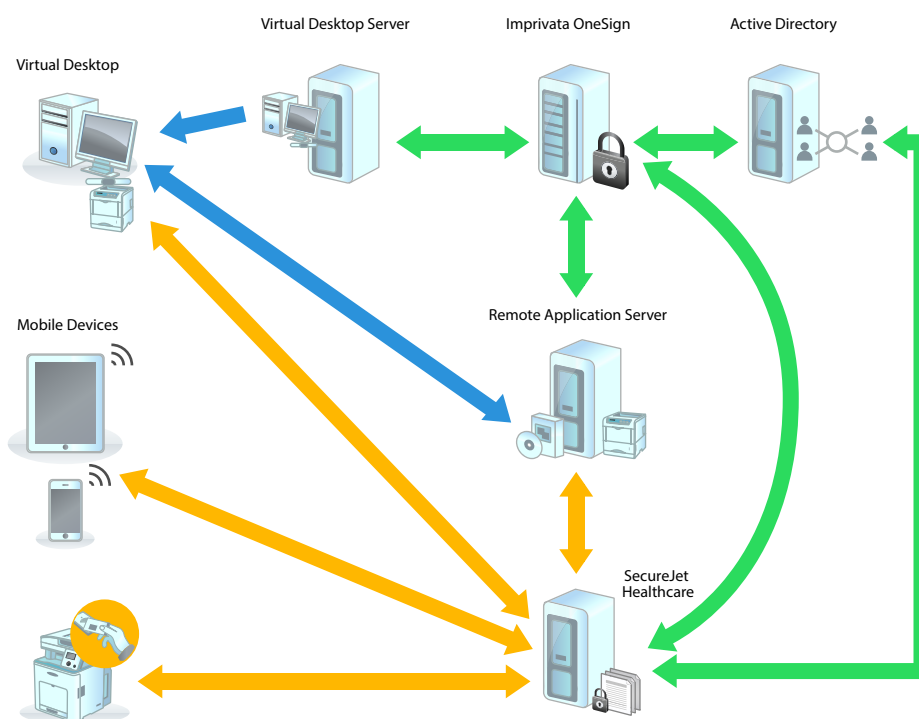 Virtual Desktop Server
Imprivata OneSign
Active Directory
Virtual Desktop
Mobile Devices
Remote Application Server
SecureJet
Healthcare